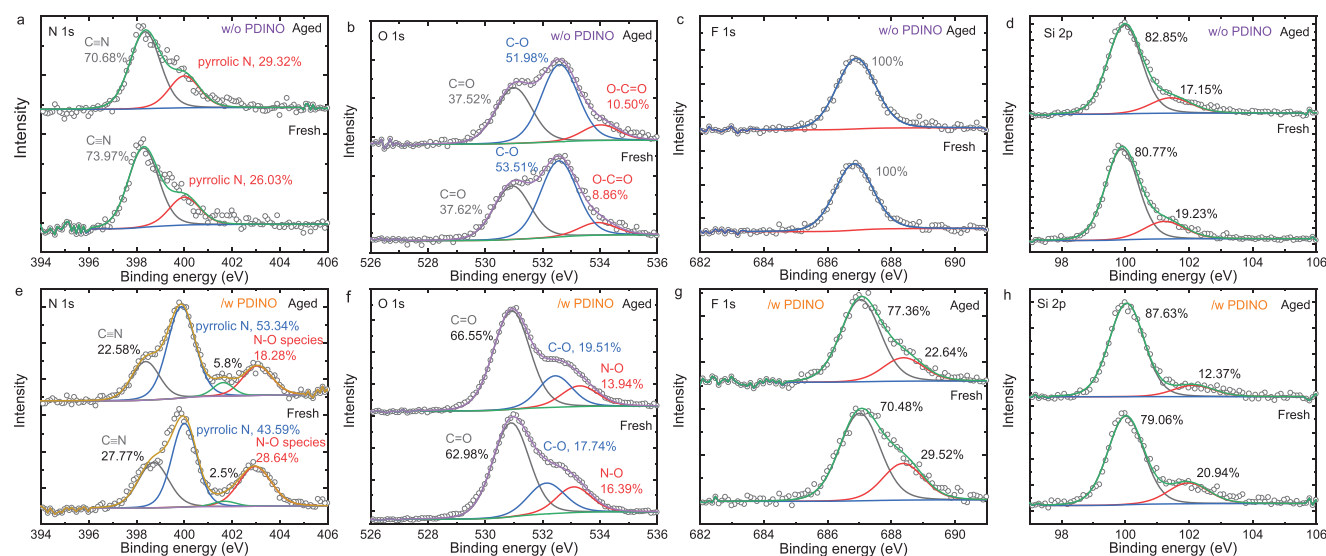 a
N 1s
w/o PDINO
Aged
C≡N
70.68%
pyrrolic N, 29.32%
Fresh
C≡N
73.97%
pyrrolic N, 26.03%
Intensity
394 396 398 400 402 404 406
Binding energy (eV)
b
O 1s
w/o PDINO
Aged
C-O
51.98%
C=O
37.52%
O-C=O
10.50%
Fresh
C-O
53.51%
C=O
37.62%
O-C=O
8.86%
Intensity
526 528 530 532 534 536
Binding energy (eV)
c
F 1s
w/o PDINO
Aged
100%
Fresh
100%
Intensity
682 684 686 688 690
Binding energy (eV)
d
Si 2p
w/o PDINO
Aged
82.85%
17.15%
Fresh
80.77%
19.23%
Intensity
98 100 102 104 106
Binding energy (eV)
e
N 1s
/w PDINO
Aged
pyrrolic N, 53.34%
C≡N
22.58%
N-O species
18.28%
5.8%
Fresh
pyrrolic N, 43.59%
C≡N
27.77%
N-O species
28.64%
2.5%
Intensity
394 396 398 400 402 404 406
Binding energy (eV)
f
O 1s
/w PDINO
Aged
C=O
66.55%
C-O, 19.51%
N-O
13.94%
Fresh
C=O
62.98%
C-O, 17.74%
N-O
16.39%
Intensity
526 528 530 532 534 536
Binding energy (eV)
g
F 1s
/w PDINO
Aged
77.36%
22.64%
Fresh
70.48%
29.52%
Intensity
682 684 686 688 690
Binding energy (eV)
h
Si 2p
/w PDINO
Aged
87.63%
12.37%
Fresh
79.06%
20.94%
Intensity
98 100 102 104 106
Binding energy (eV)